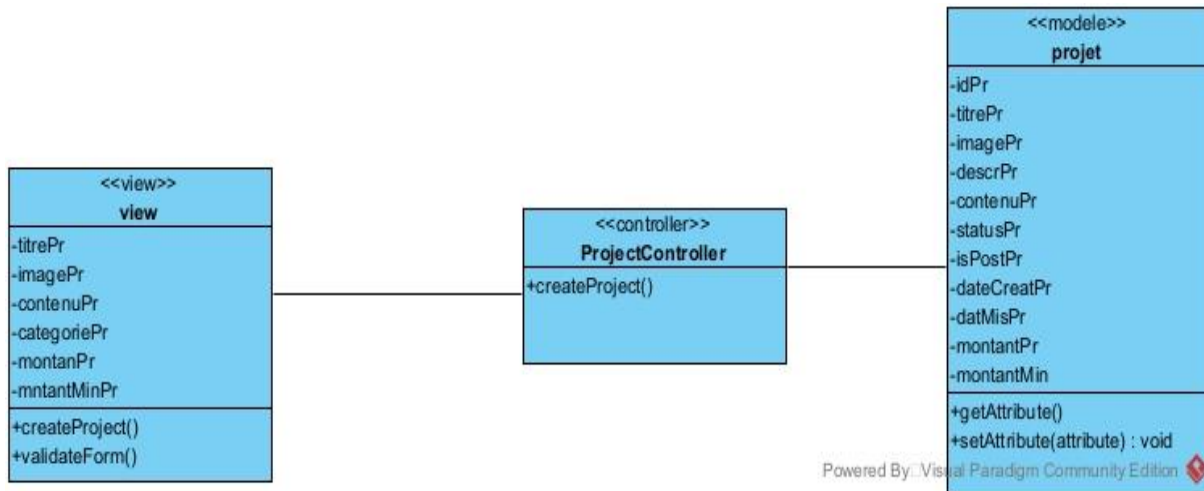 <<view>>
view
-titrePr
-imagePr
-contenuPr
-categoriePr
-montanPr
-mntantMinPr
+createProject()
+validateForm()
<<controller>>
ProjectController
+createProject()
<<modele>>
projet
-idPr
-titrePr
-imagePr
-descrPr
-contenuPr
-statusPr
-isPostPr
-dateCreatPr
-datMisPr
-montantPr
-montantMin
+getAttribute()
+setAttribute(attribute) : void
Powered By Visual Paradigm Community Edition